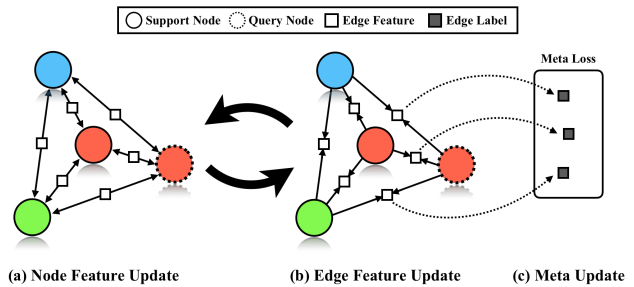 Support Node Query Node Edge Feature Edge Label
Meta Loss
(a) Node Feature Update (b) Edge Feature Update (c) Meta Update